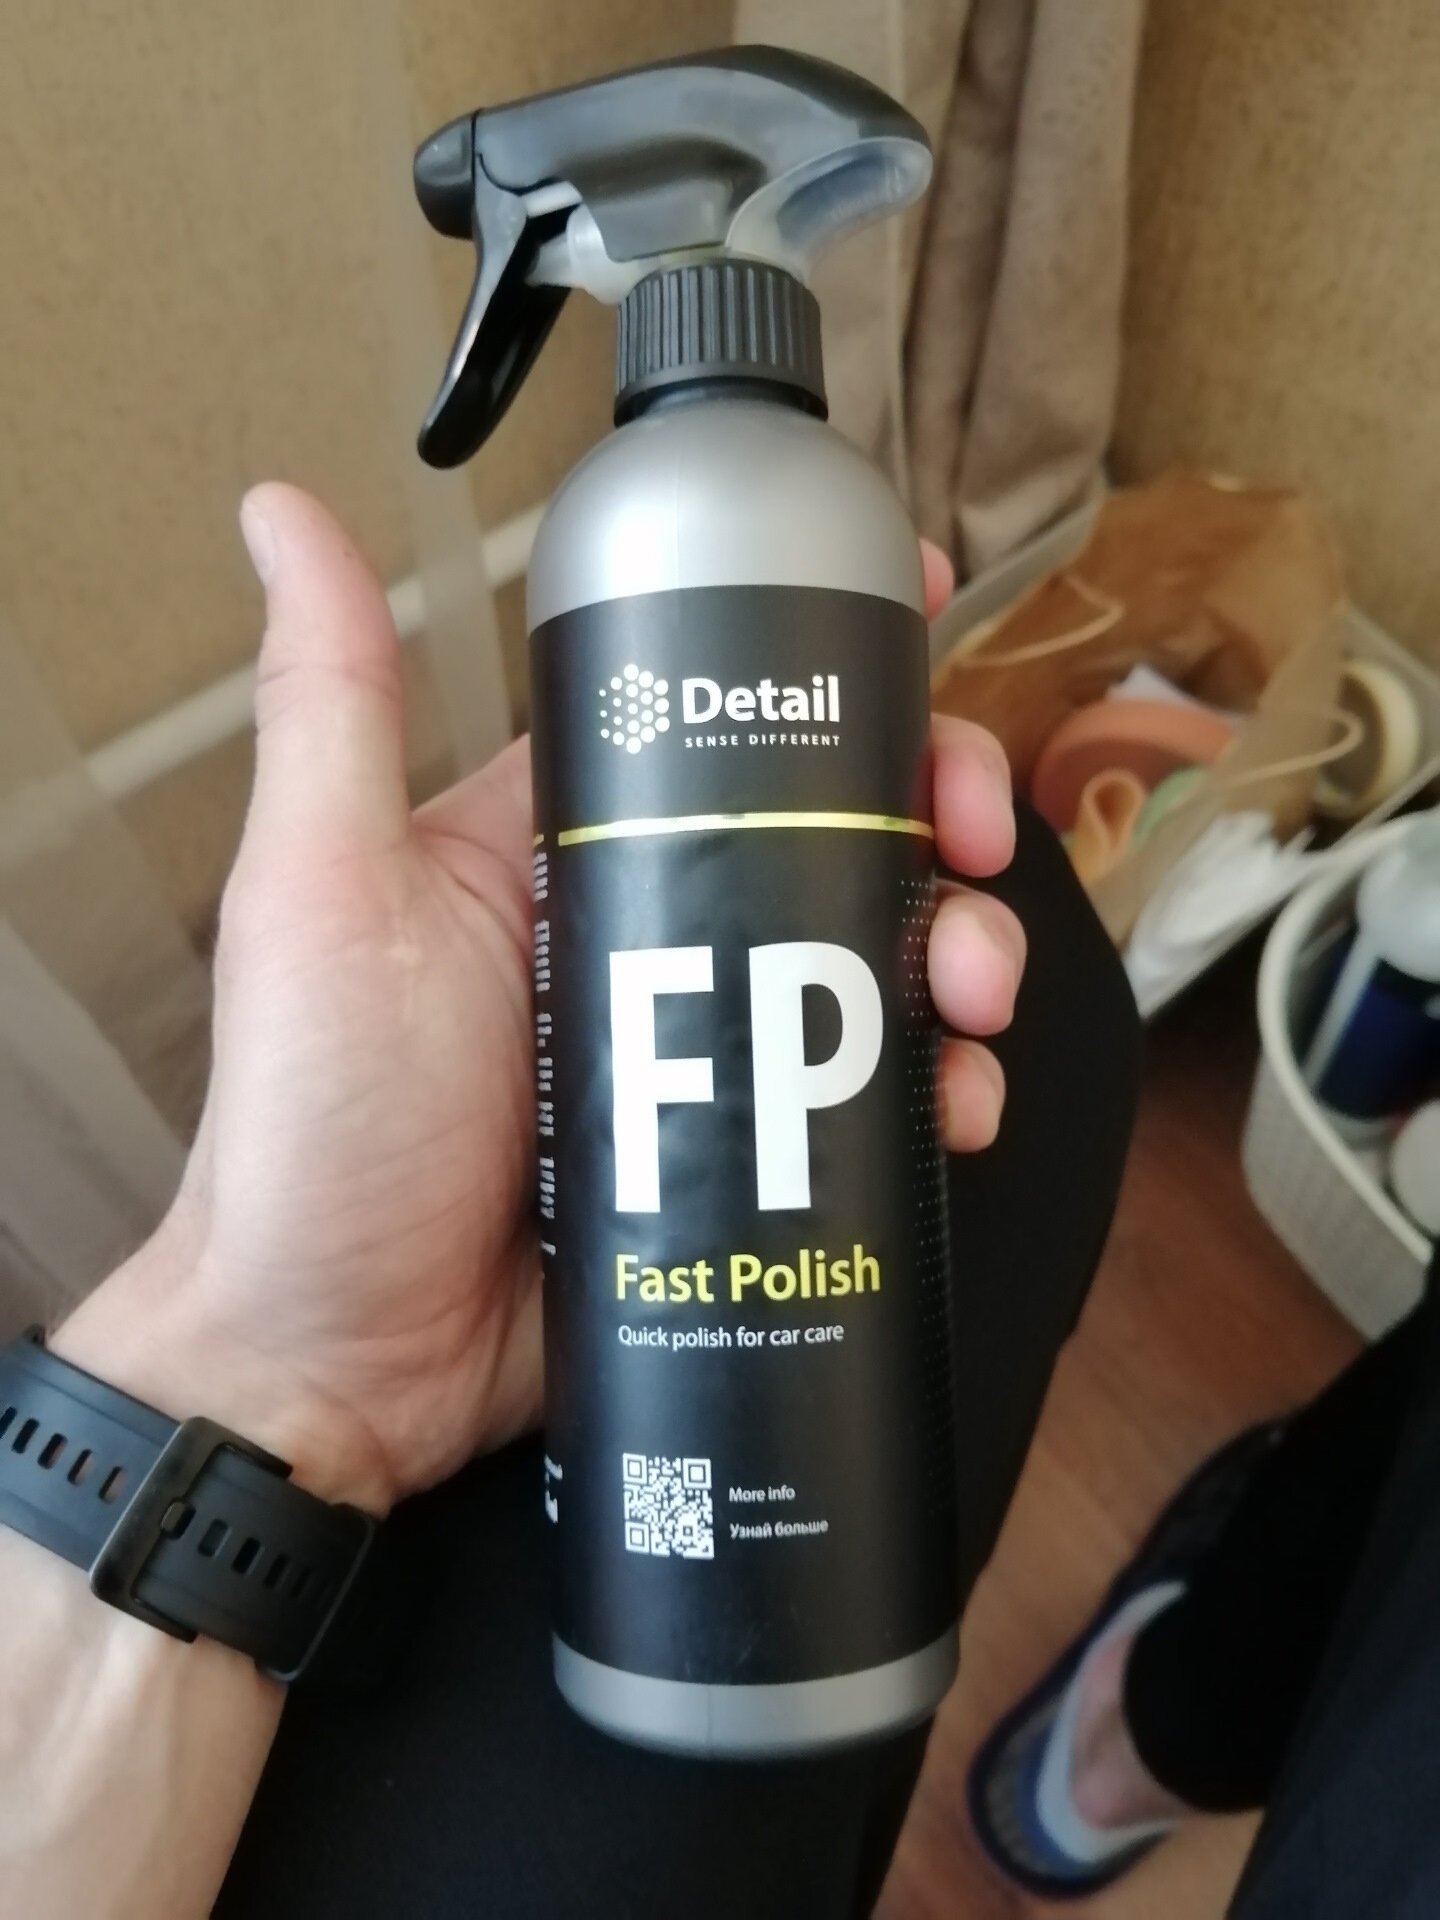 Detail
SENSE DIFFERENT
FP
Fast Polish
Quick polish for car care
More info
Узнай больше